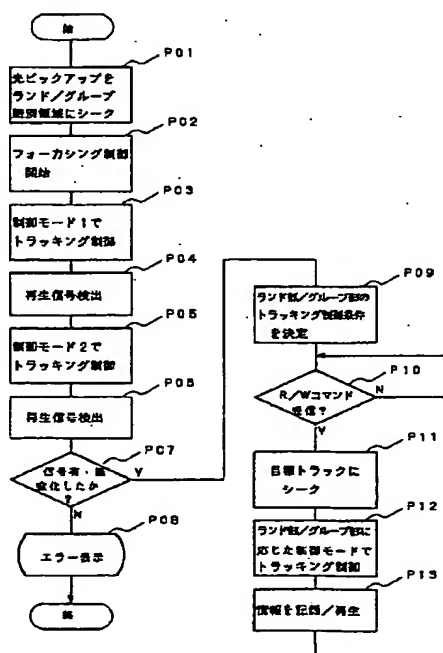 始
P01
光ピックアップを
ランド/グループ
識別領域にシーク
P02
フォーカシング制御
開始
P03
制御モード1で
トラッキング制御
P04
再生信号検出
P05
制御モード2で
トラッキング制御
P06
再生信号検出
P07
信号有・無
変化したか
?
Y
N
P08
エラー表示
終
P09
ランド部/グループ部の
トラッキング制御条件
を決定
P10
R/Wコマンド
受信?
N
Y
P11
目標トラックに
シーク
P12
ランド部/グループ部に
応じた制御モードで
トラッキング制御
P13
情報を記録/再生